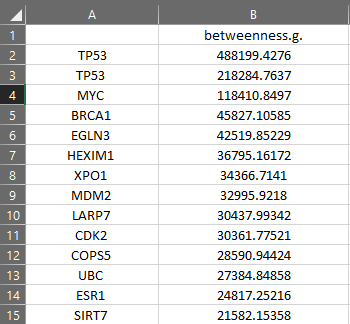 A B
1 betweenness.g.
2 TP53 488199.4276
3 TP53 218284.7637
4 MYC 118410.8497
5 BRCA1 45827.10585
6 EGLN3 42519.85229
7 HEXIM1 36795.16172
8 XPO1 34366.7141
9 MDM2 32995.9218
10 LARP7 30437.99342
11 CDK2 30361.77521
12 COPS5 28590.94424
13 UBC 27384.84858
14 ESR1 24817.25216
15 SIRT7 21582.15358